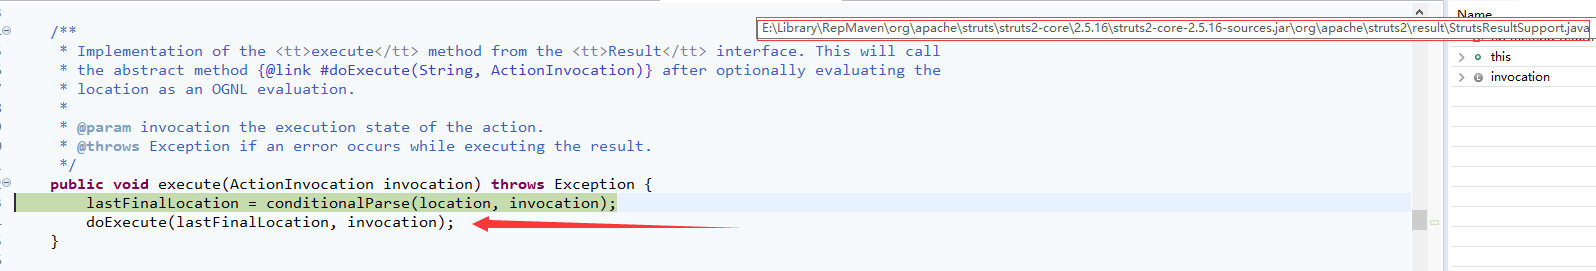 Name
/**
E:\Library\RepMaven\org\apache\struts\struts2-core\2.5.16\struts2-core-2.5.16-sources.jar\org\apache\struts2\result\StrutsResultSupport.java
* Implementation of the <tt>execute</tt> method from the <tt>Result</tt> interface. This will call
this
* the abstract method {@link #doExecute(String, ActionInvocation)} after optionally evaluating the
invocation
* location as an OGNL evaluation.
*
* @param invocation the execution state of the action.
* @throws Exception if an error occurs while executing the result.
*/
public void execute(ActionInvocation invocation) throws Exception {
lastFinalLocation = conditionalParse(location, invocation);
doExecute(lastFinalLocation, invocation);
}